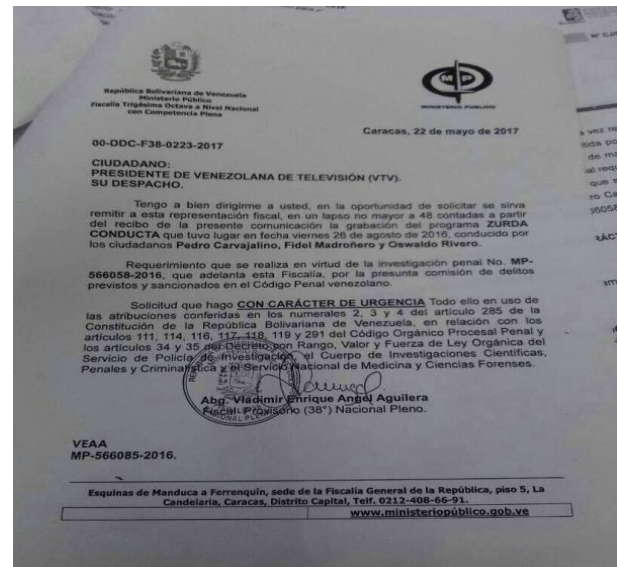 República Bolivariana de Venezuela
Ministerio Público
Fiscalía Trigésima Octava a Nivel Nacional
con Competencia Plena
MP
MINISTERIO PUBLICO
Caracas, 22 de mayo de 2017
00-DDC-F38-0223-2017
CIUDADANO:
PRESIDENTE DE VENEZOLANA DE TELEVISIÓN (VTV).
SU DESPACHO.
Tengo a bien dirigirme a usted, en la oportunidad de solicitar se sirva
remitir a esta representación fiscal, en un lapso no mayor a 48 contadas a partir
del recibo de la presente comunicación la grabación del programa ZURDA
CONDUCTA que tuvo lugar en fecha viernes 26 de agosto de 2016, conducido por
los ciudadanos Pedro Carvajalino, Fidel Madroñero y Oswaldo Rivero.
Requerimiento que se realiza en virtud de la investigación penal No. MP-
566058-2016, que adelanta esta Fiscalía, por la presunta comisión de delitos
previstos y sancionados en el Código Penal venezolano.
Solicitud que hago CON CARÁCTER DE URGENCIA Todo ello en uso de
las atribuciones conferidas en los numerales 2, 3 y 4 del artículo 285 de la
Constitución de la República Bolivariana de Venezuela, en relación con los
artículos 111, 114, 116, 117, 118, 119 y 291 del Código Orgánico Procesal Penal y
los artículos 34 y 35 del Decreto con Rango, Valor y Fuerza de Ley Orgánica del
Servicio de Policía de Investigación, el Cuerpo de Investigaciones Científicas,
Penales y Criminalística y el Servicio Nacional de Medicina y Ciencias Forenses.
Abg. Vladimir Enrique Angel Aguilera
Fiscal Provisorio (38°) Nacional Pleno.
VEAA
MP-566085-2016.
Esquinas de Manduca a Ferrenquín, sede de la Fiscalía General de la República, piso 5, La
Candelaria, Caracas, Distrito Capital, Telf. 0212-408-66-91.
www.ministeriopúblico.gob.ve